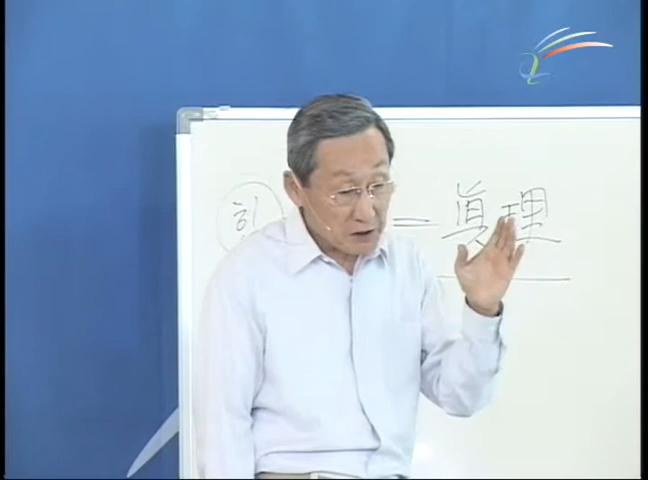 = 眞理